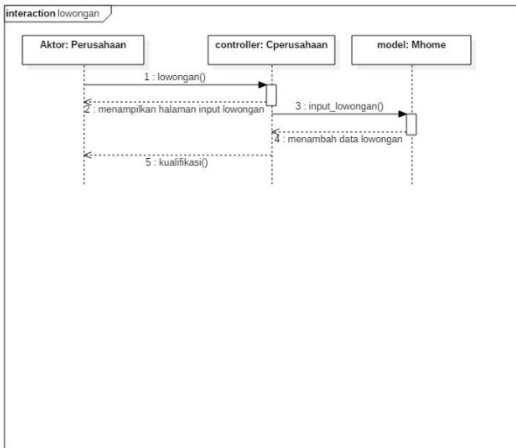 interaction lowongan
Aktor: Perusahaan
controller: Cperusahaan
model: Mhome
1 : lowongan()
2 : menampilkan halaman input lowongan
3 : input_lowongan()
4 : menambah data lowongan
5 : kualifikasi()